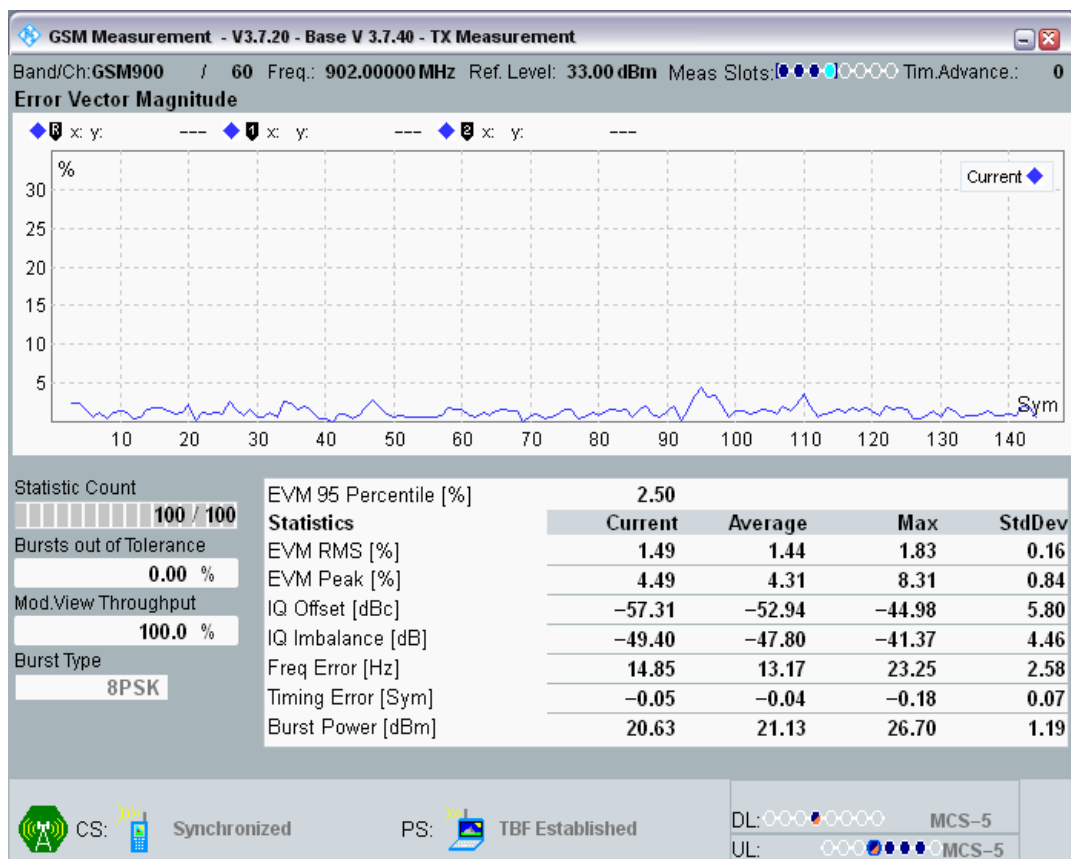 GSM Measurement - V3.7.20 - Base V 3.7.40 - TX Measurement
Band/Ch:GSM900 / 60 Freq.: 902.00000 MHz Ref. Level: 33.00 dBm Meas Slots: Tim.Advance.: 0
Error Vector Magnitude
R x: y: --- 1 x: y: --- 2 x: y: ---
%
Current
30
25
20
15
10
5
Sym
10 20 30 40 50 60 70 80 90 100 110 120 130 140
Statistic Count
100 / 100
Bursts out of Tolerance
0.00 %
Mod.View Throughput
100.0 %
Burst Type
8PSK
EVM 95 Percentile [%] 2.50
Statistics Current Average Max StdDev
EVM RMS [%] 1.49 1.44 1.83 0.16
EVM Peak [%] 4.49 4.31 8.31 0.84
IQ Offset [dBc] −57.31 −52.94 −44.98 5.80
IQ Imbalance [dB] −49.40 −47.80 −41.37 4.46
Freq Error [Hz] 14.85 13.17 23.25 2.58
Timing Error [Sym] −0.05 −0.04 −0.18 0.07
Burst Power [dBm] 20.63 21.13 26.70 1.19
CS: Synchronized PS: TBF Established
DL: MCS−5
UL: MCS−5